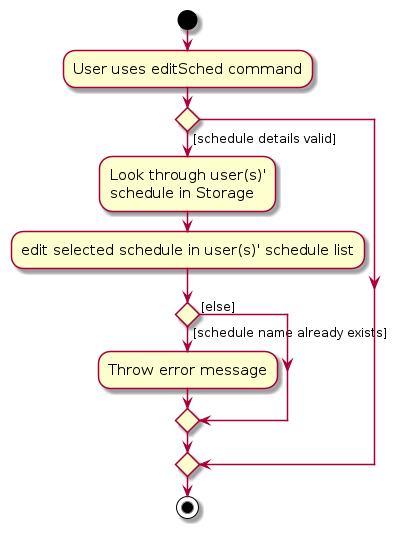 User uses editSched command
[schedule details valid]
Look through user(s)'
schedule in Storage
edit selected schedule in user(s)' schedule list
[else]
[schedule name already exists]
Throw error message